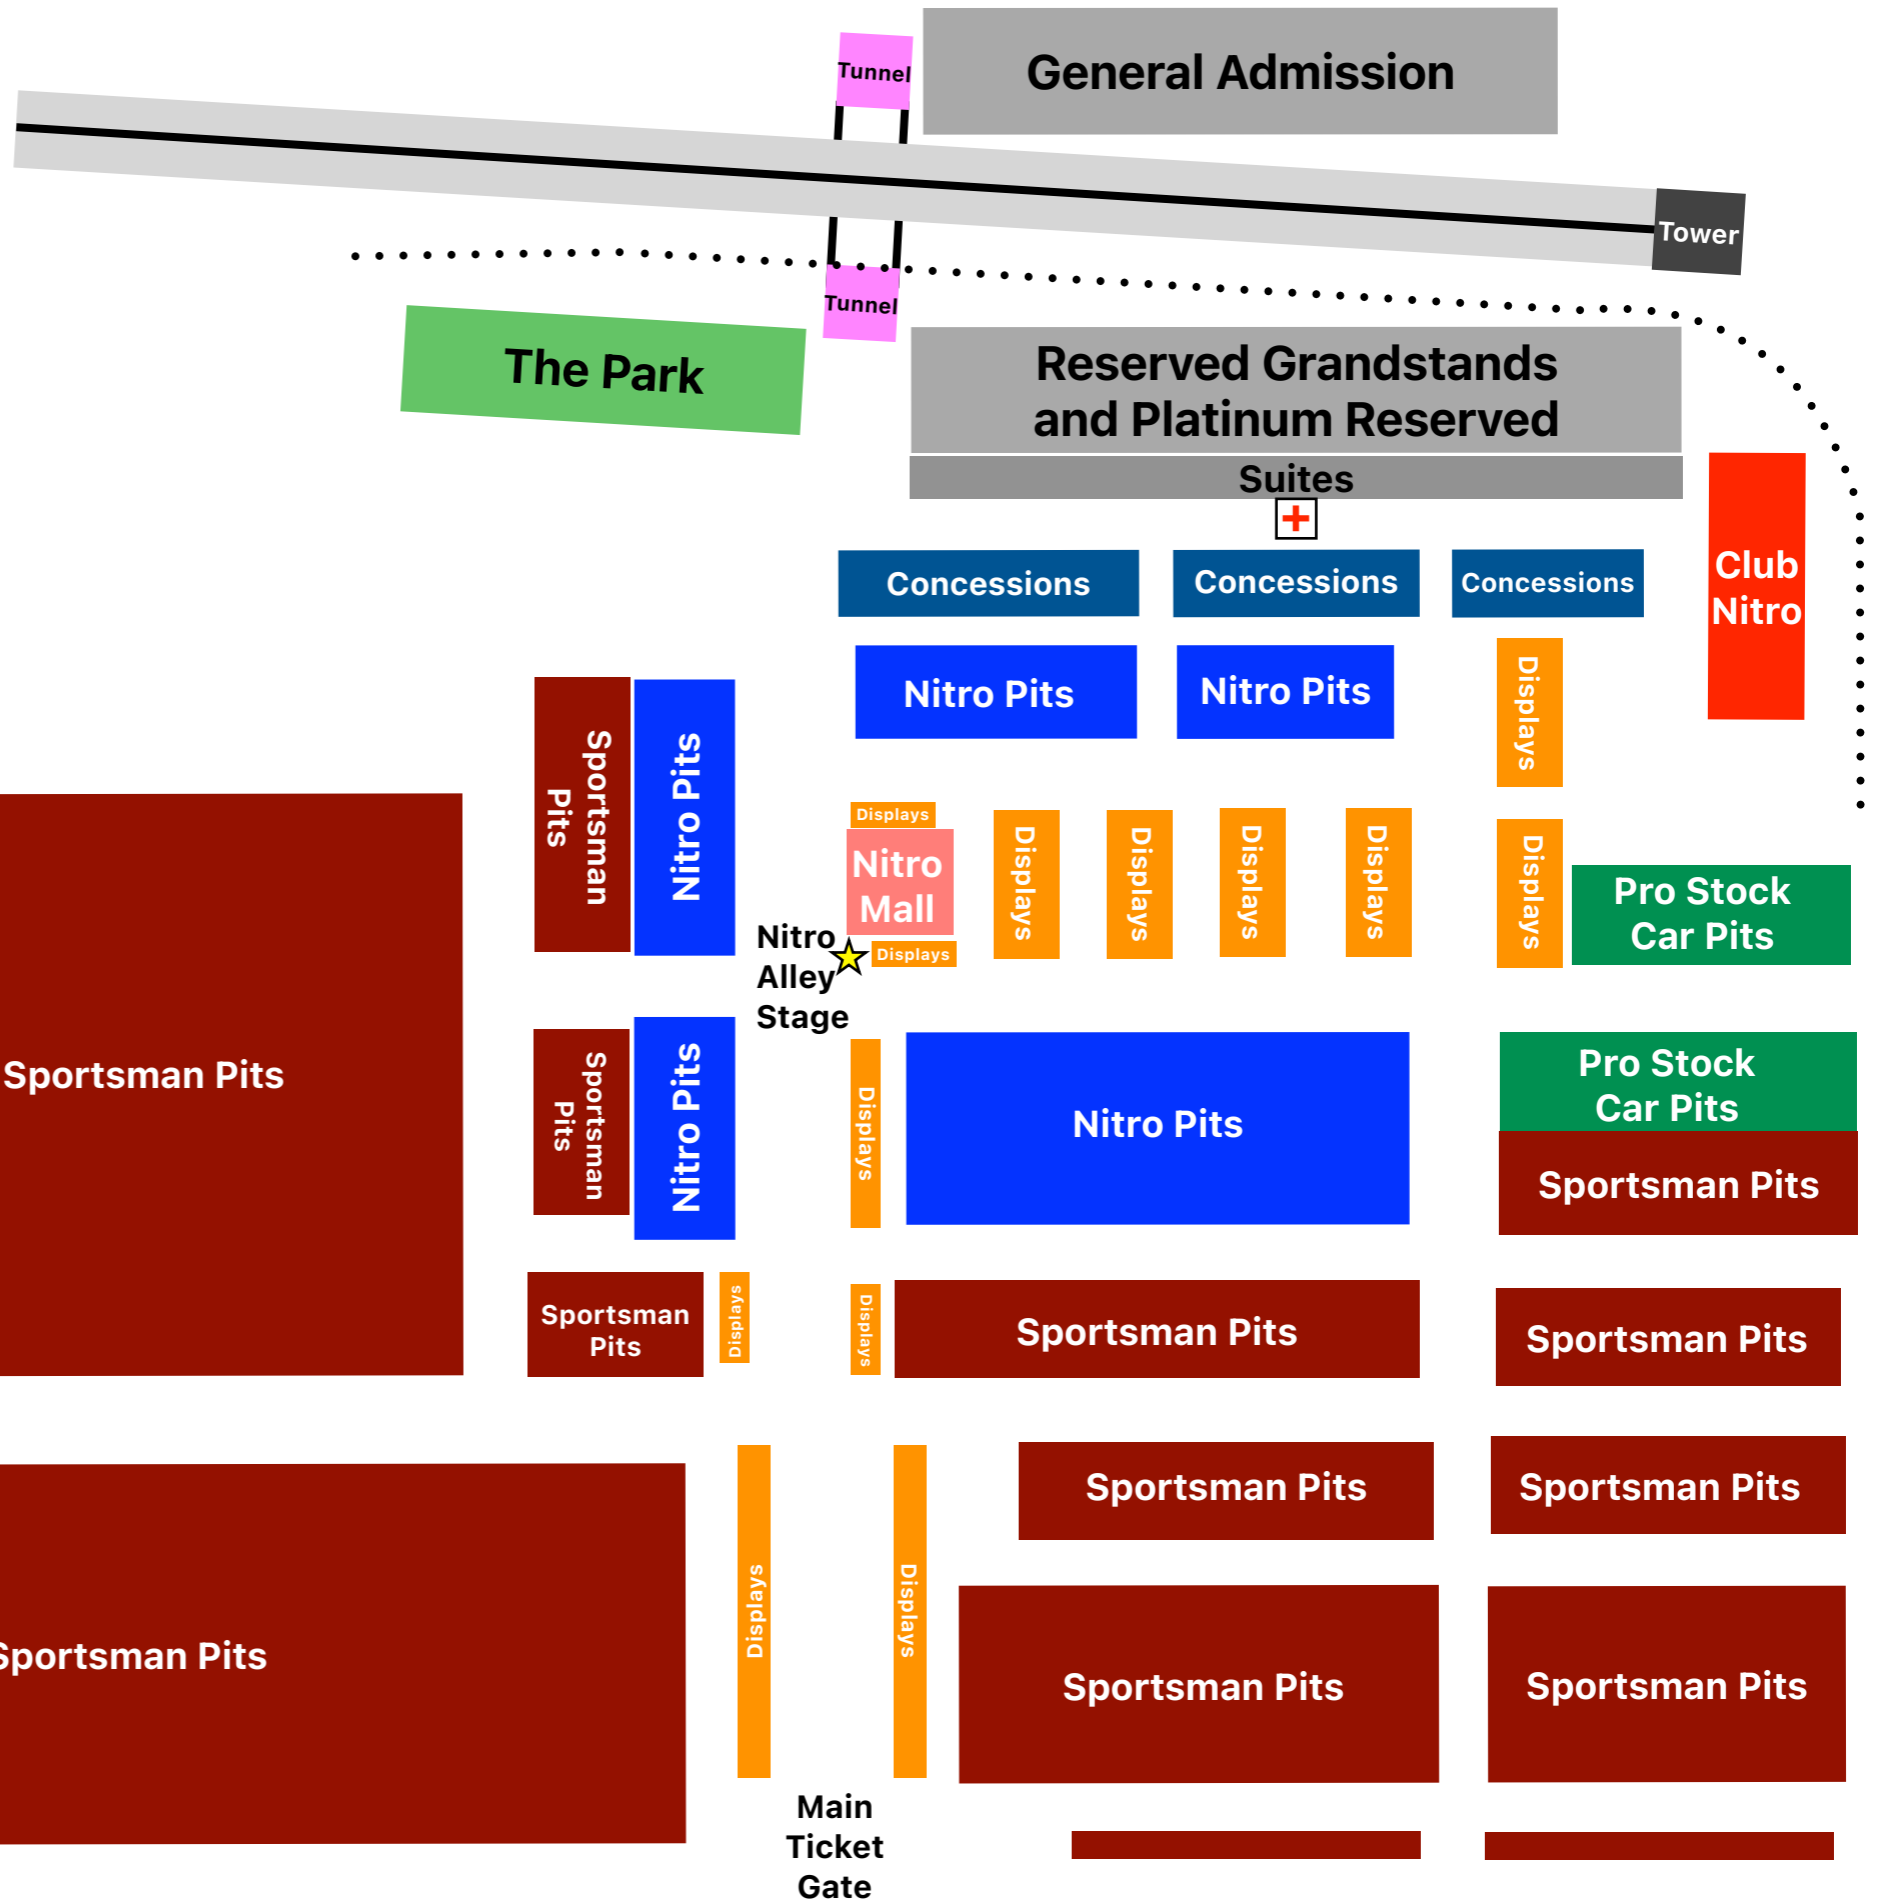 General Admission
Tunnel
Tower
Tunnel
The Park
Reserved Grandstands
and Platinum Reserved
Suites
Club
Nitro
Concessions
Concessions
Concessions
Nitro Pits
Nitro Pits
Displays
Sportsman
Pits
Nitro Pits
Displays
Nitro
Mall
Displays
Displays
Displays
Displays
Displays
Displays
Pro Stock
Car Pits
Nitro
Alley
Stage
Sportsman Pits
Sportsman
Pits
Nitro Pits
Displays
Nitro Pits
Pro Stock
Car Pits
Sportsman Pits
Sportsman
Pits
Displays
Displays
Sportsman Pits
Sportsman Pits
Sportsman Pits
Sportsman Pits
Sportsman Pits
Displays
Displays
Sportsman Pits
Sportsman Pits
Main
Ticket
Gate